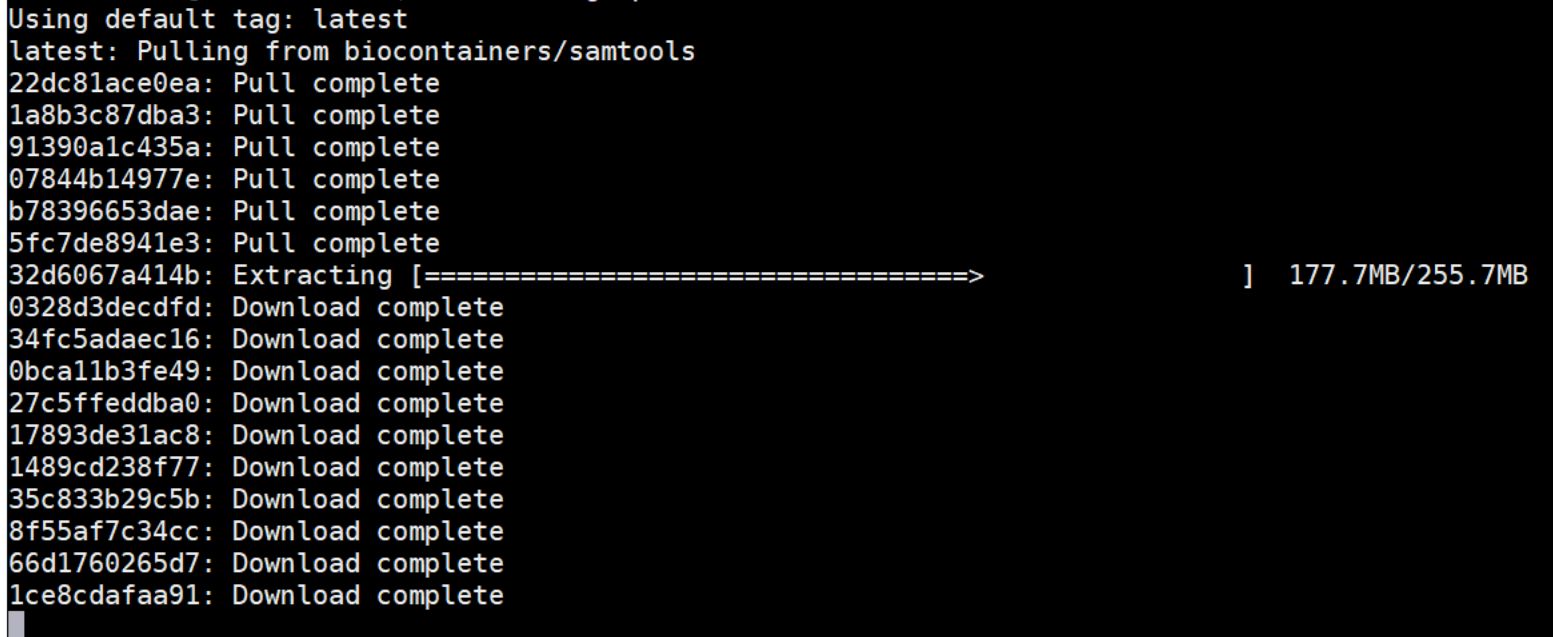 Using default tag: latest
latest: Pulling from biocontainers/samtools
22dc81ace0ea: Pull complete
1a8b3c87dba3: Pull complete
91390a1c435a: Pull complete
07844b14977e: Pull complete
b78396653dae: Pull complete
5fc7de8941e3: Pull complete
32d6067a414b: Extracting [==================================>                ]  177.7MB/255.7MB
0328d3decdfd: Download complete
34fc5adaec16: Download complete
0bca11b3fe49: Download complete
27c5ffeddba0: Download complete
17893de31ac8: Download complete
1489cd238f77: Download complete
35c833b29c5b: Download complete
8f55af7c34cc: Download complete
66d1760265d7: Download complete
1ce8cdafaa91: Download complete